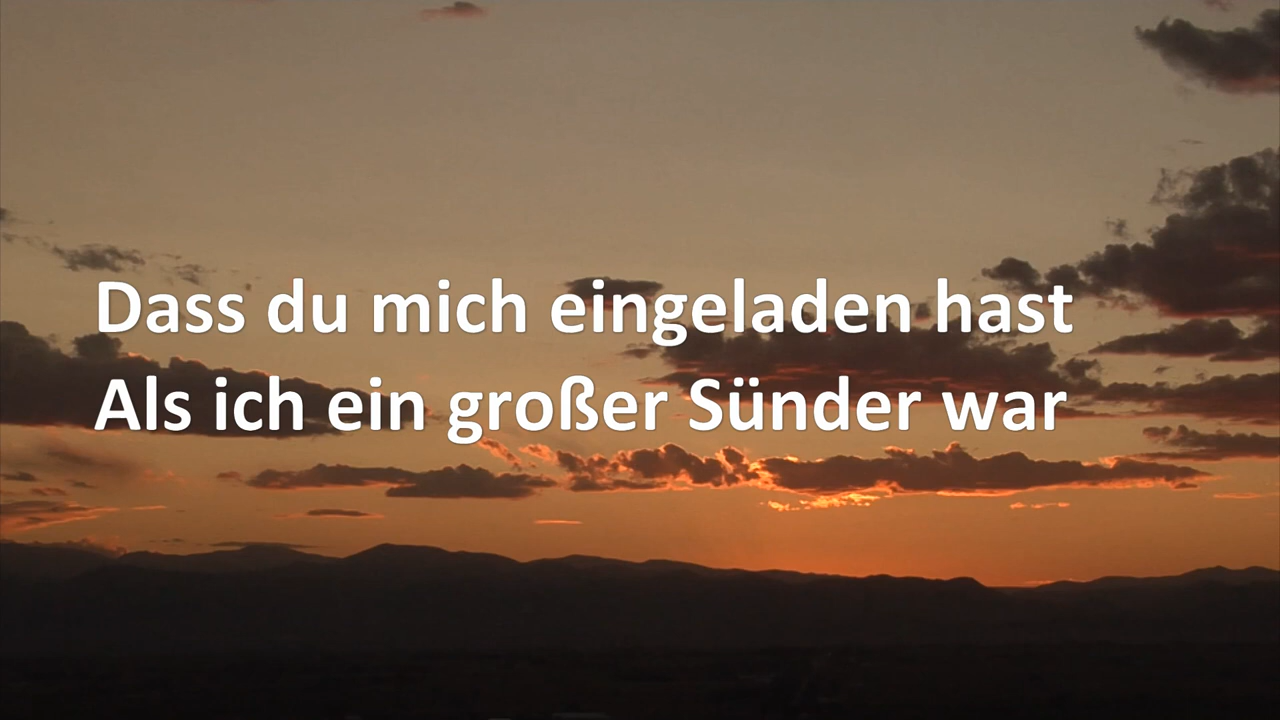 Dass du mich eingeladen hast
Als ich ein großer Sünder war